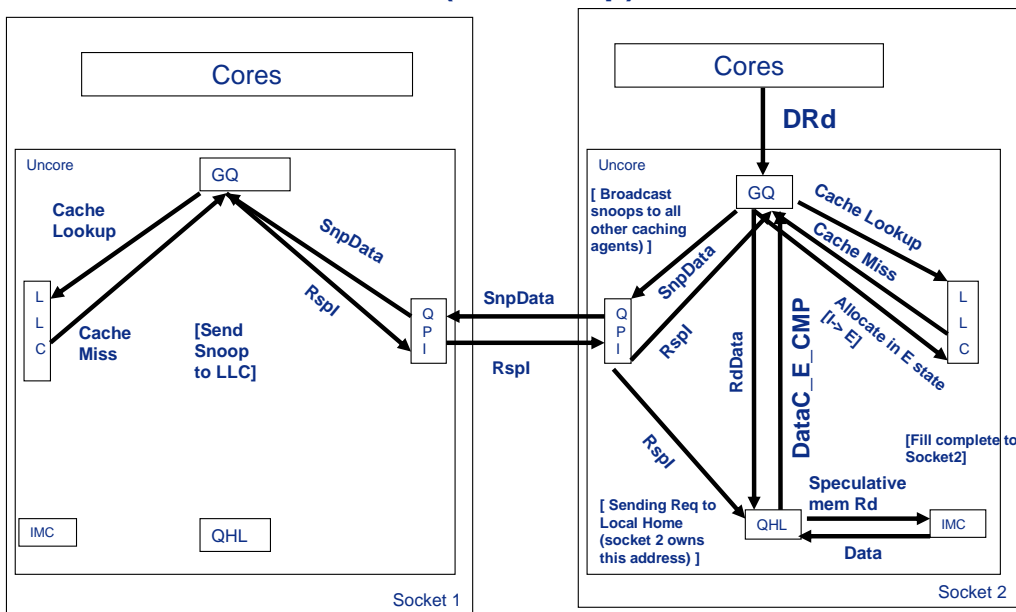 Cores
Uncore
GQ
Cache
Lookup
SnpData
RspI
L
L
C
Cache
Miss
[Send
Snoop
to LLC]
Q
P
I
IMC
QHL
Socket 1
SnpData
RspI
Cores
DRd
Uncore
GQ
[ Broadcast
snoops to all
other caching
agents) ]
Cache Lookup
Cache Miss
Allocate in E state
[I-> E]
SnpData
RspI
Q
P
I
L
L
C
RdData
DataC_E_CMP
RspI
[Fill complete to
Socket2]
Speculative
mem Rd
[ Sending Req to
Local Home
(socket 2 owns
this address) ]
QHL
IMC
Data
Socket 2